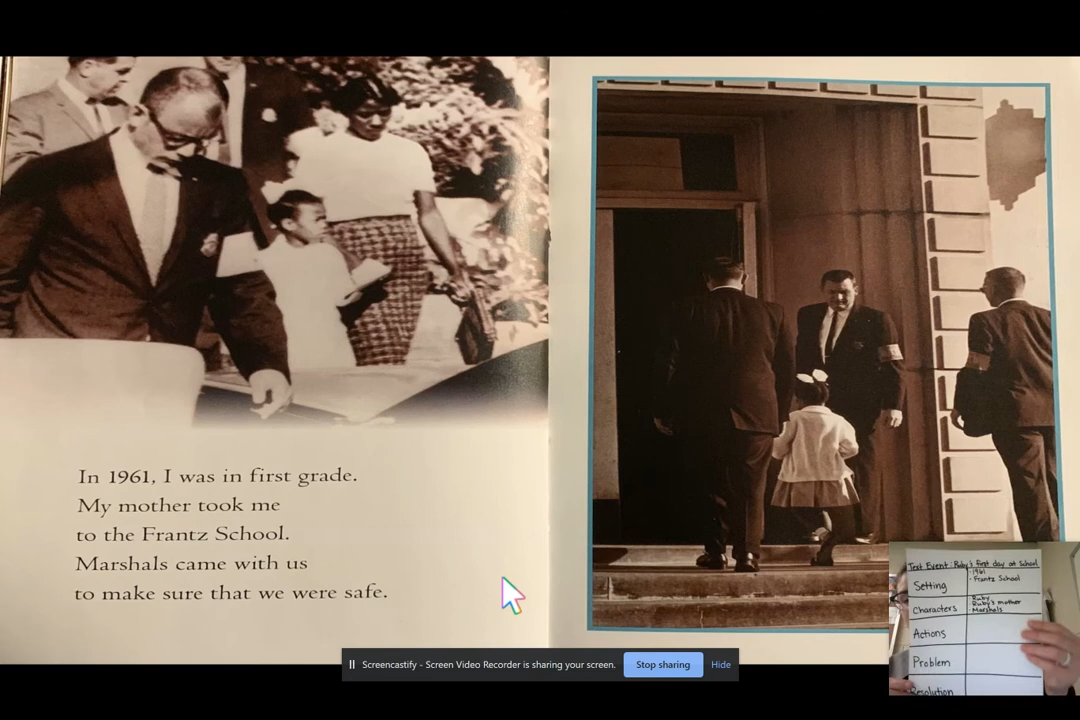 In 1961, I was in first grade.
My mother took me
to the Frantz School.
Marshals came with us
to make sure that we were safe.
Screencastify - Screen Video Recorder is sharing your screen.
Stop sharing
Hide
Text Event: Ruby's first day at School
Setting
- 1961
- Frantz School
Characters
- Ruby
- Ruby's mother
- Marshals
Actions
Problem
Resolution